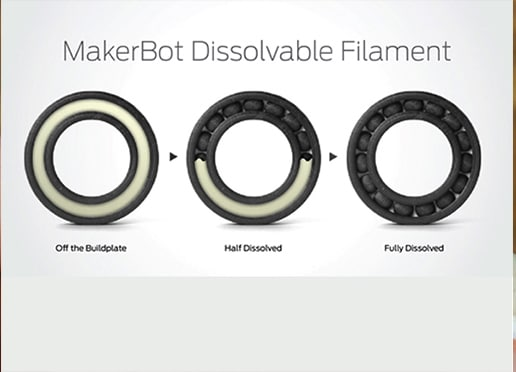 MakerBot Dissolvable Filament
Off the Buildplate
Half Dissolved
Fully Dissolved